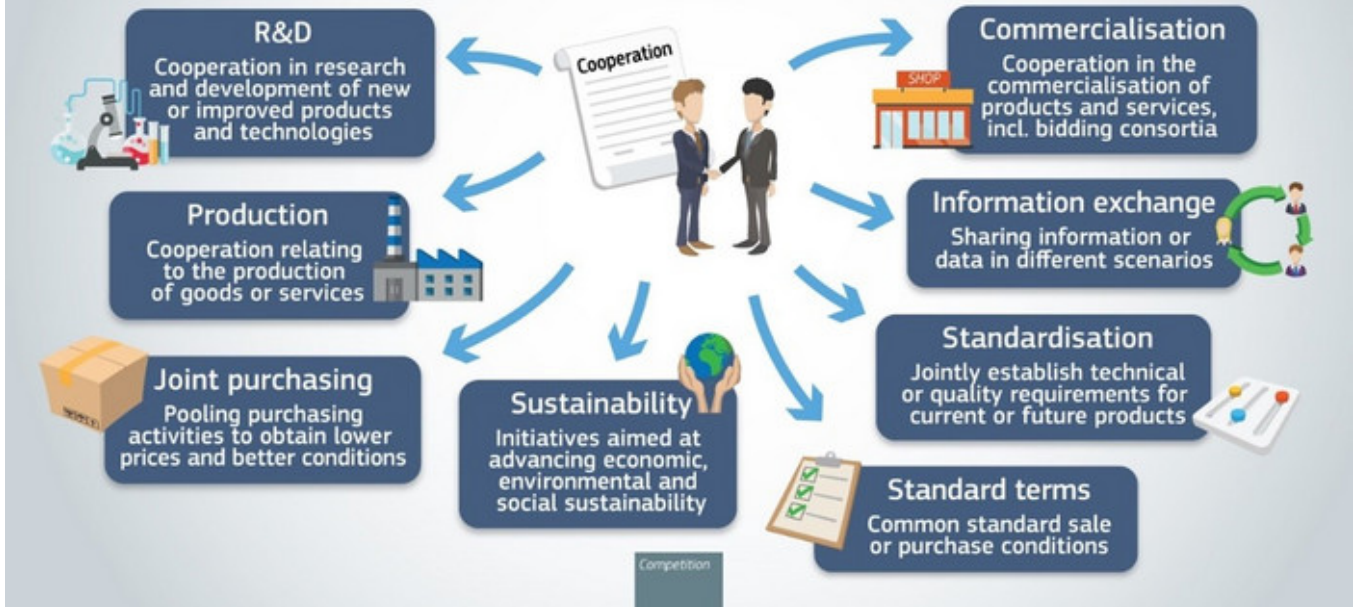 R&D
Cooperation in research
and development of new
or improved products
and technologies
Production
Cooperation relating
to the production
of goods or services
Joint purchasing
Pooling purchasing
activities to obtain lower
prices and better conditions
Cooperation
Sustainability
Initiatives aimed at
advancing economic,
environmental and
social sustainability
Commercialisation
Cooperation in the
commercialisation of
products and services,
incl. bidding consortia
SHOP
Information exchange
Sharing information or
data in different scenarios
Standardisation
Jointly establish technical
or quality requirements for
current or future products
Standard terms
Common standard sale
or purchase conditions
Competition